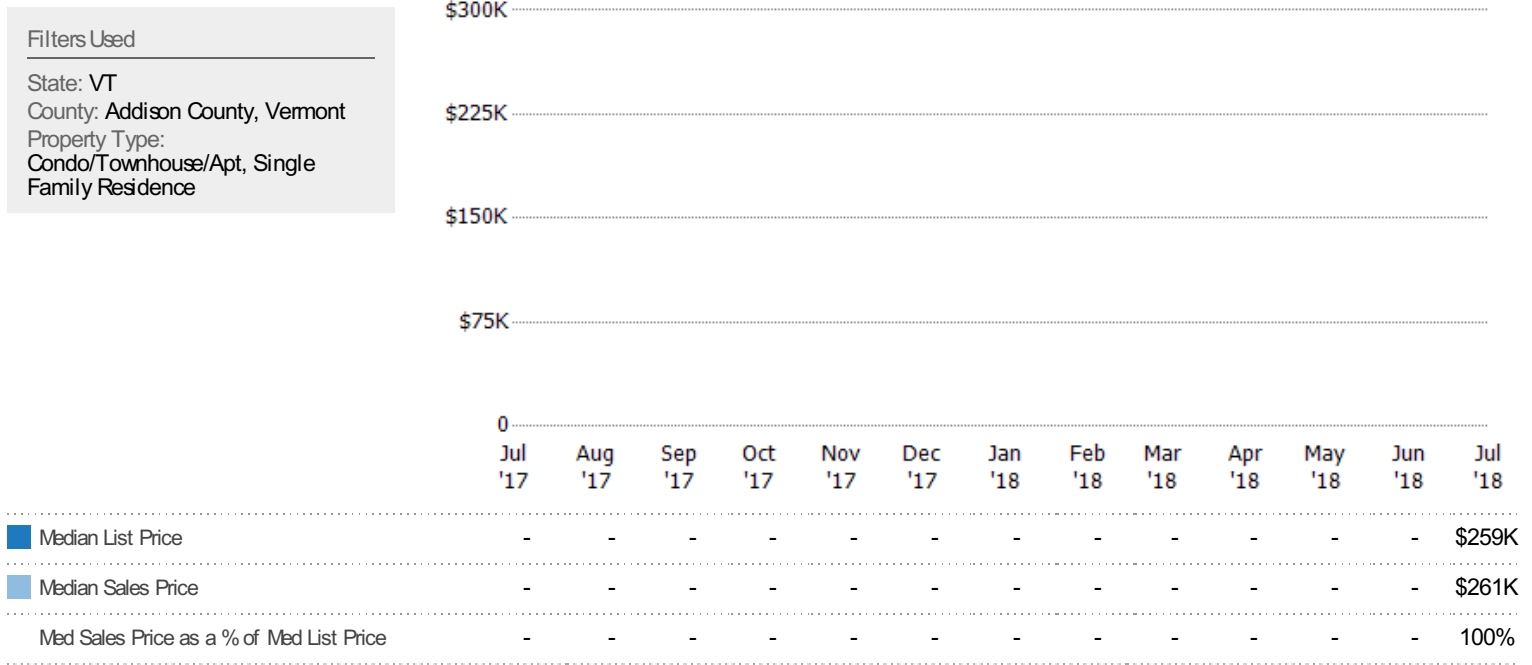 Filters Used
State: VT
County: Addison County, Vermont
Property Type:
Condo/Townhouse/Apt, Single
Family Residence
$300K
$225K
$150K
$75K
0
Jul Aug Sep Oct Nov Dec Jan Feb Mar Apr May Jun Jul
'17 '17 '17 '17 '17 '17 '18 '18 '18 '18 '18 '18 '18
Median List Price - - - - - - - - - - - - $259K
Median Sales Price - - - - - - - - - - - - $261K
Med Sales Price as a % of Med List Price - - - - - - - - - - - - 100%